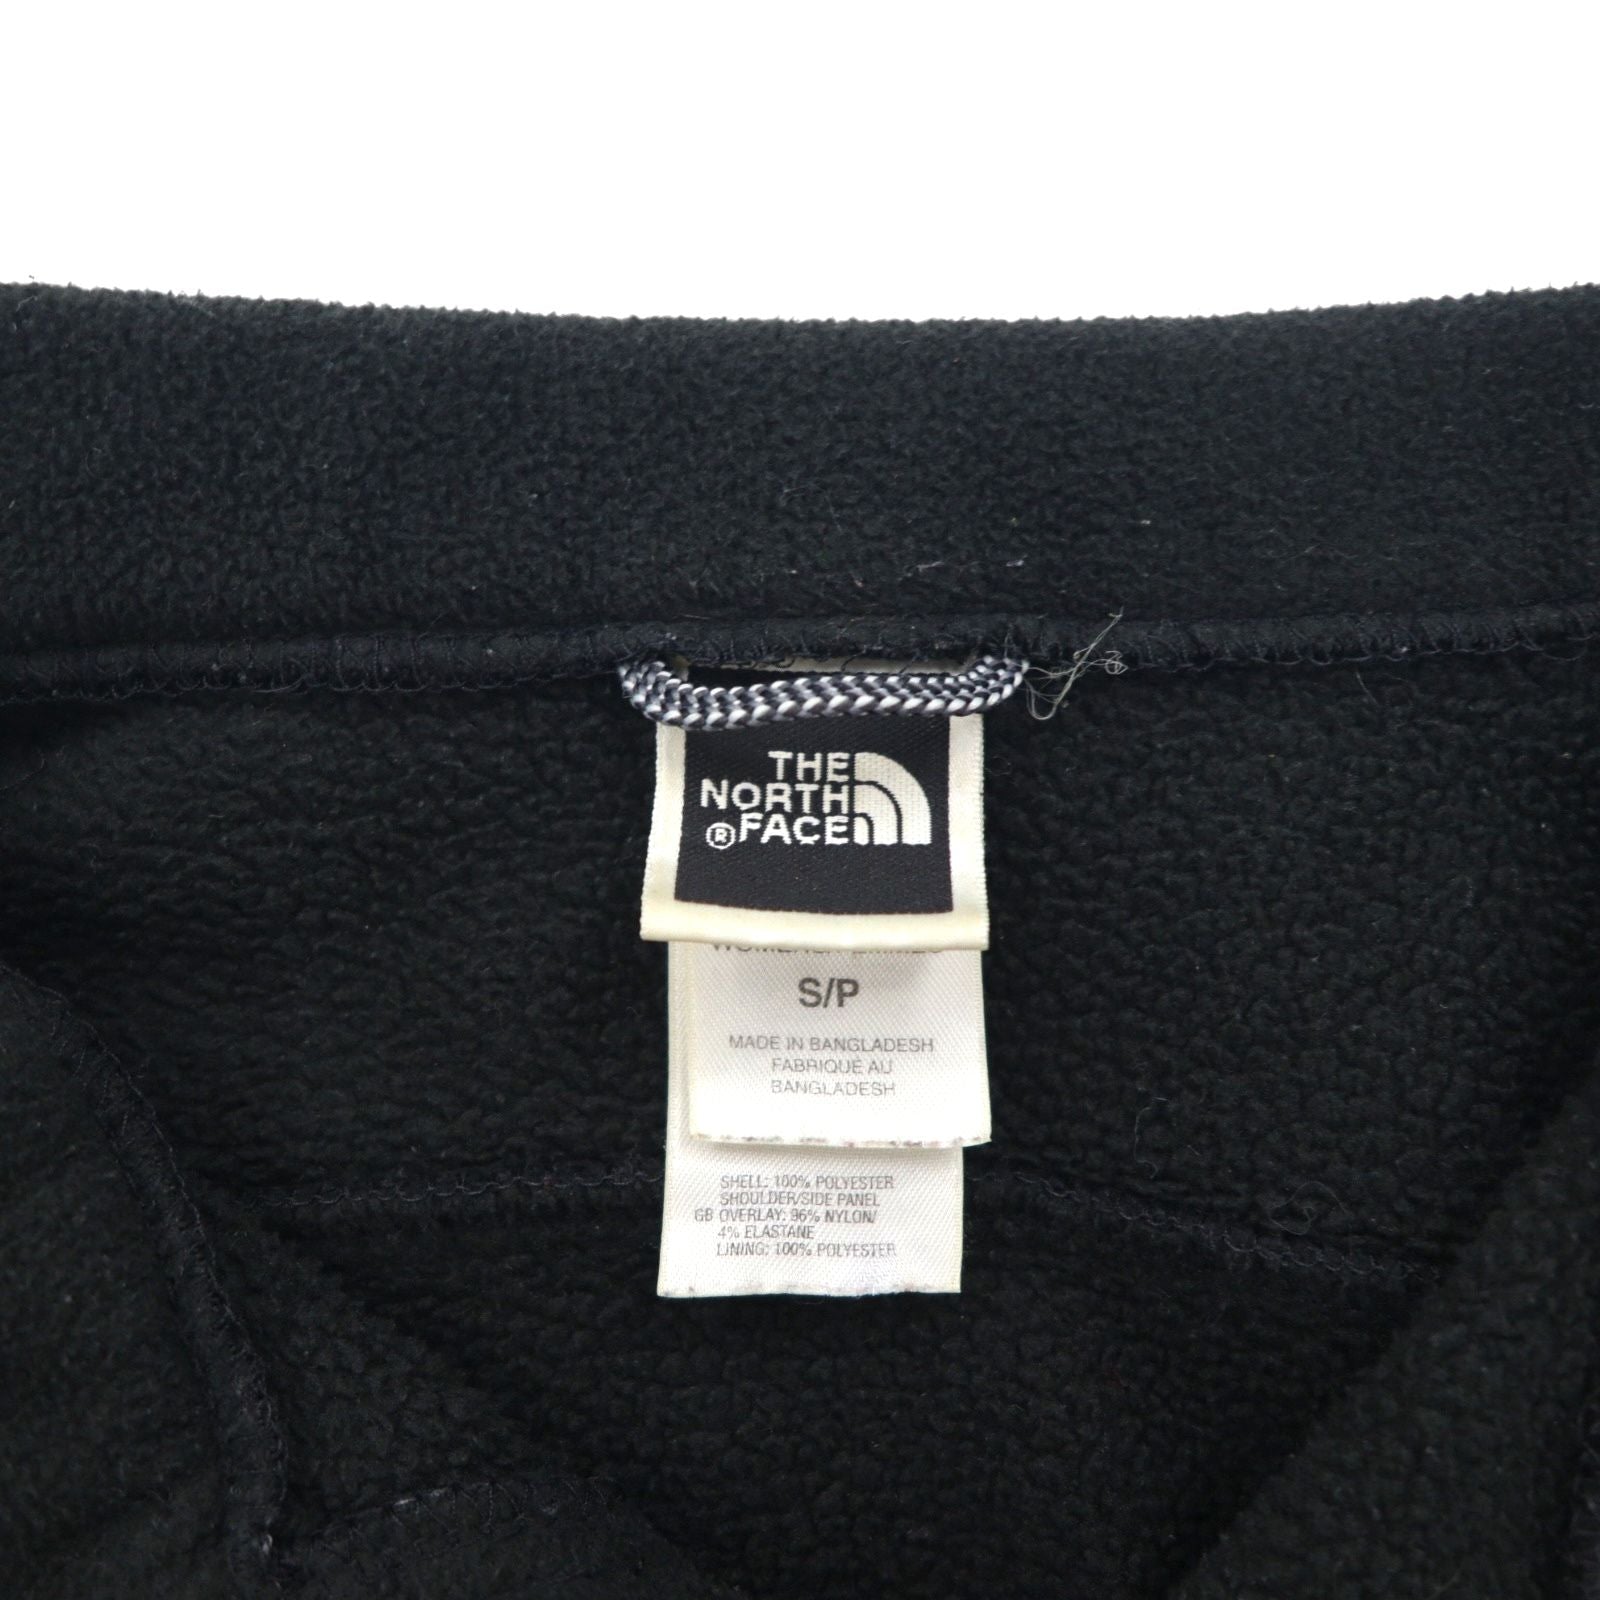 THE
NORTH
® FACE
S/P
MADE IN BANGLADESH
FABRIQUÉ AU
BANGLADESH
SHELL: 100% POLYESTER
SHOULDER/SIDE PANEL
GB OVERLAY: 96% NYLON/
4% ELASTANE
LINING: 100% POLYESTER